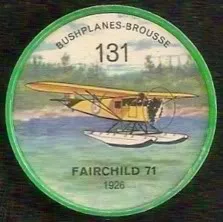 BUSHPLANES-BROUSSE
131
FAIRCHILD 71
1926